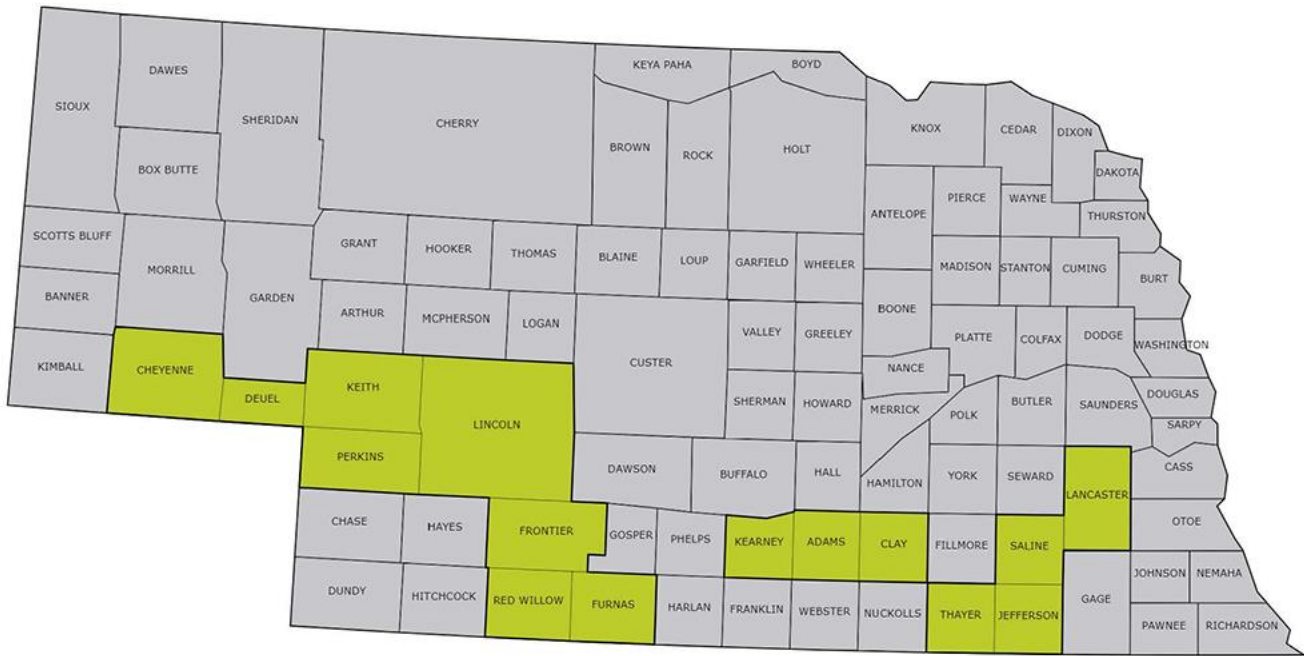 KEYA PAHA
BOYD
DAWES
SIOUX
SHERIDAN
CHERRY
KNOX
CEDAR
DIXON
BROWN
ROCK
HOLT
BOX BUTTE
DAKOTA
PIERCE
WAYNE
ANTELOPE
THURSTON
SCOTTS BLUFF
GRANT
HOOKER
THOMAS
BLAINE
LOUP
GARFIELD
WHEELER
MADISON
STANTON
CUMING
MORRILL
BURT
BANNER
GARDEN
ARTHUR
MCPHERSON
LOGAN
BOONE
VALLEY
GREELEY
PLATTE
COLFAX
DODGE
WASHINGTON
KIMBALL
CHEYENNE
CUSTER
NANCE
KEITH
DEUEL
DOUGLAS
SHERMAN
HOWARD
MERRICK
POLK
BUTLER
SAUNDERS
LINCOLN
SARPY
PERKINS
DAWSON
BUFFALO
HALL
HAMILTON
YORK
SEWARD
CASS
LANCASTER
CHASE
HAYES
FRONTIER
GOSPER
PHELPS
KEARNEY
ADAMS
CLAY
FILLMORE
SALINE
OTOE
DUNDY
HITCHCOCK
RED WILLOW
FURNAS
HARLAN
FRANKLIN
WEBSTER
NUCKOLLS
THAYER
JEFFERSON
GAGE
JOHNSON
NEMAHA
PAWNEE
RICHARDSON